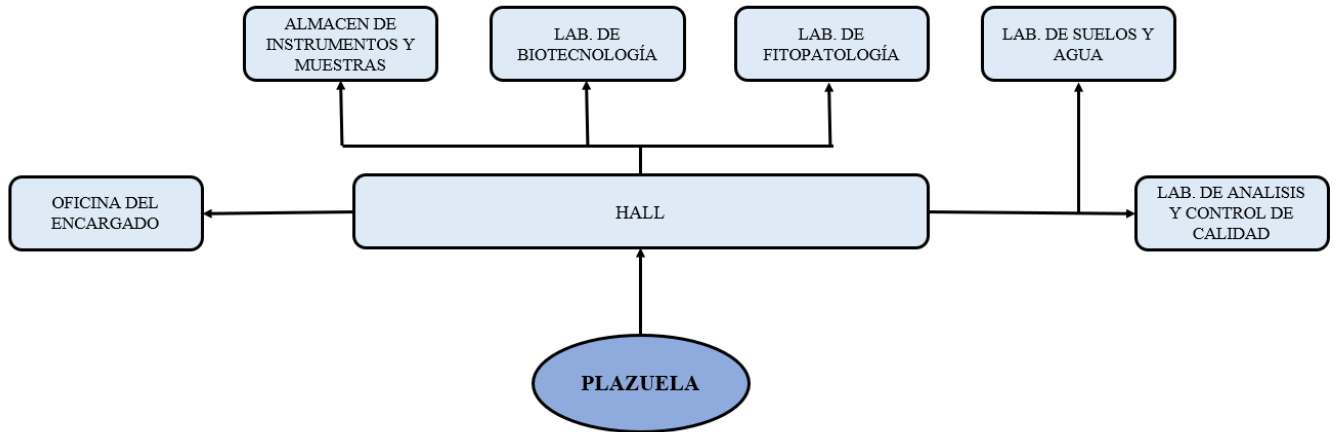 ALMACEN DE
INSTRUMENTOS Y
MUESTRAS
LAB. DE
BIOTECNOLOGÍA
LAB. DE
FITOPATOLOGÍA
LAB. DE SUELOS Y
AGUA
OFICINA DEL
ENCARGADO
HALL
LAB. DE ANALISIS
Y CONTROL DE
CALIDAD
PLAZUELA